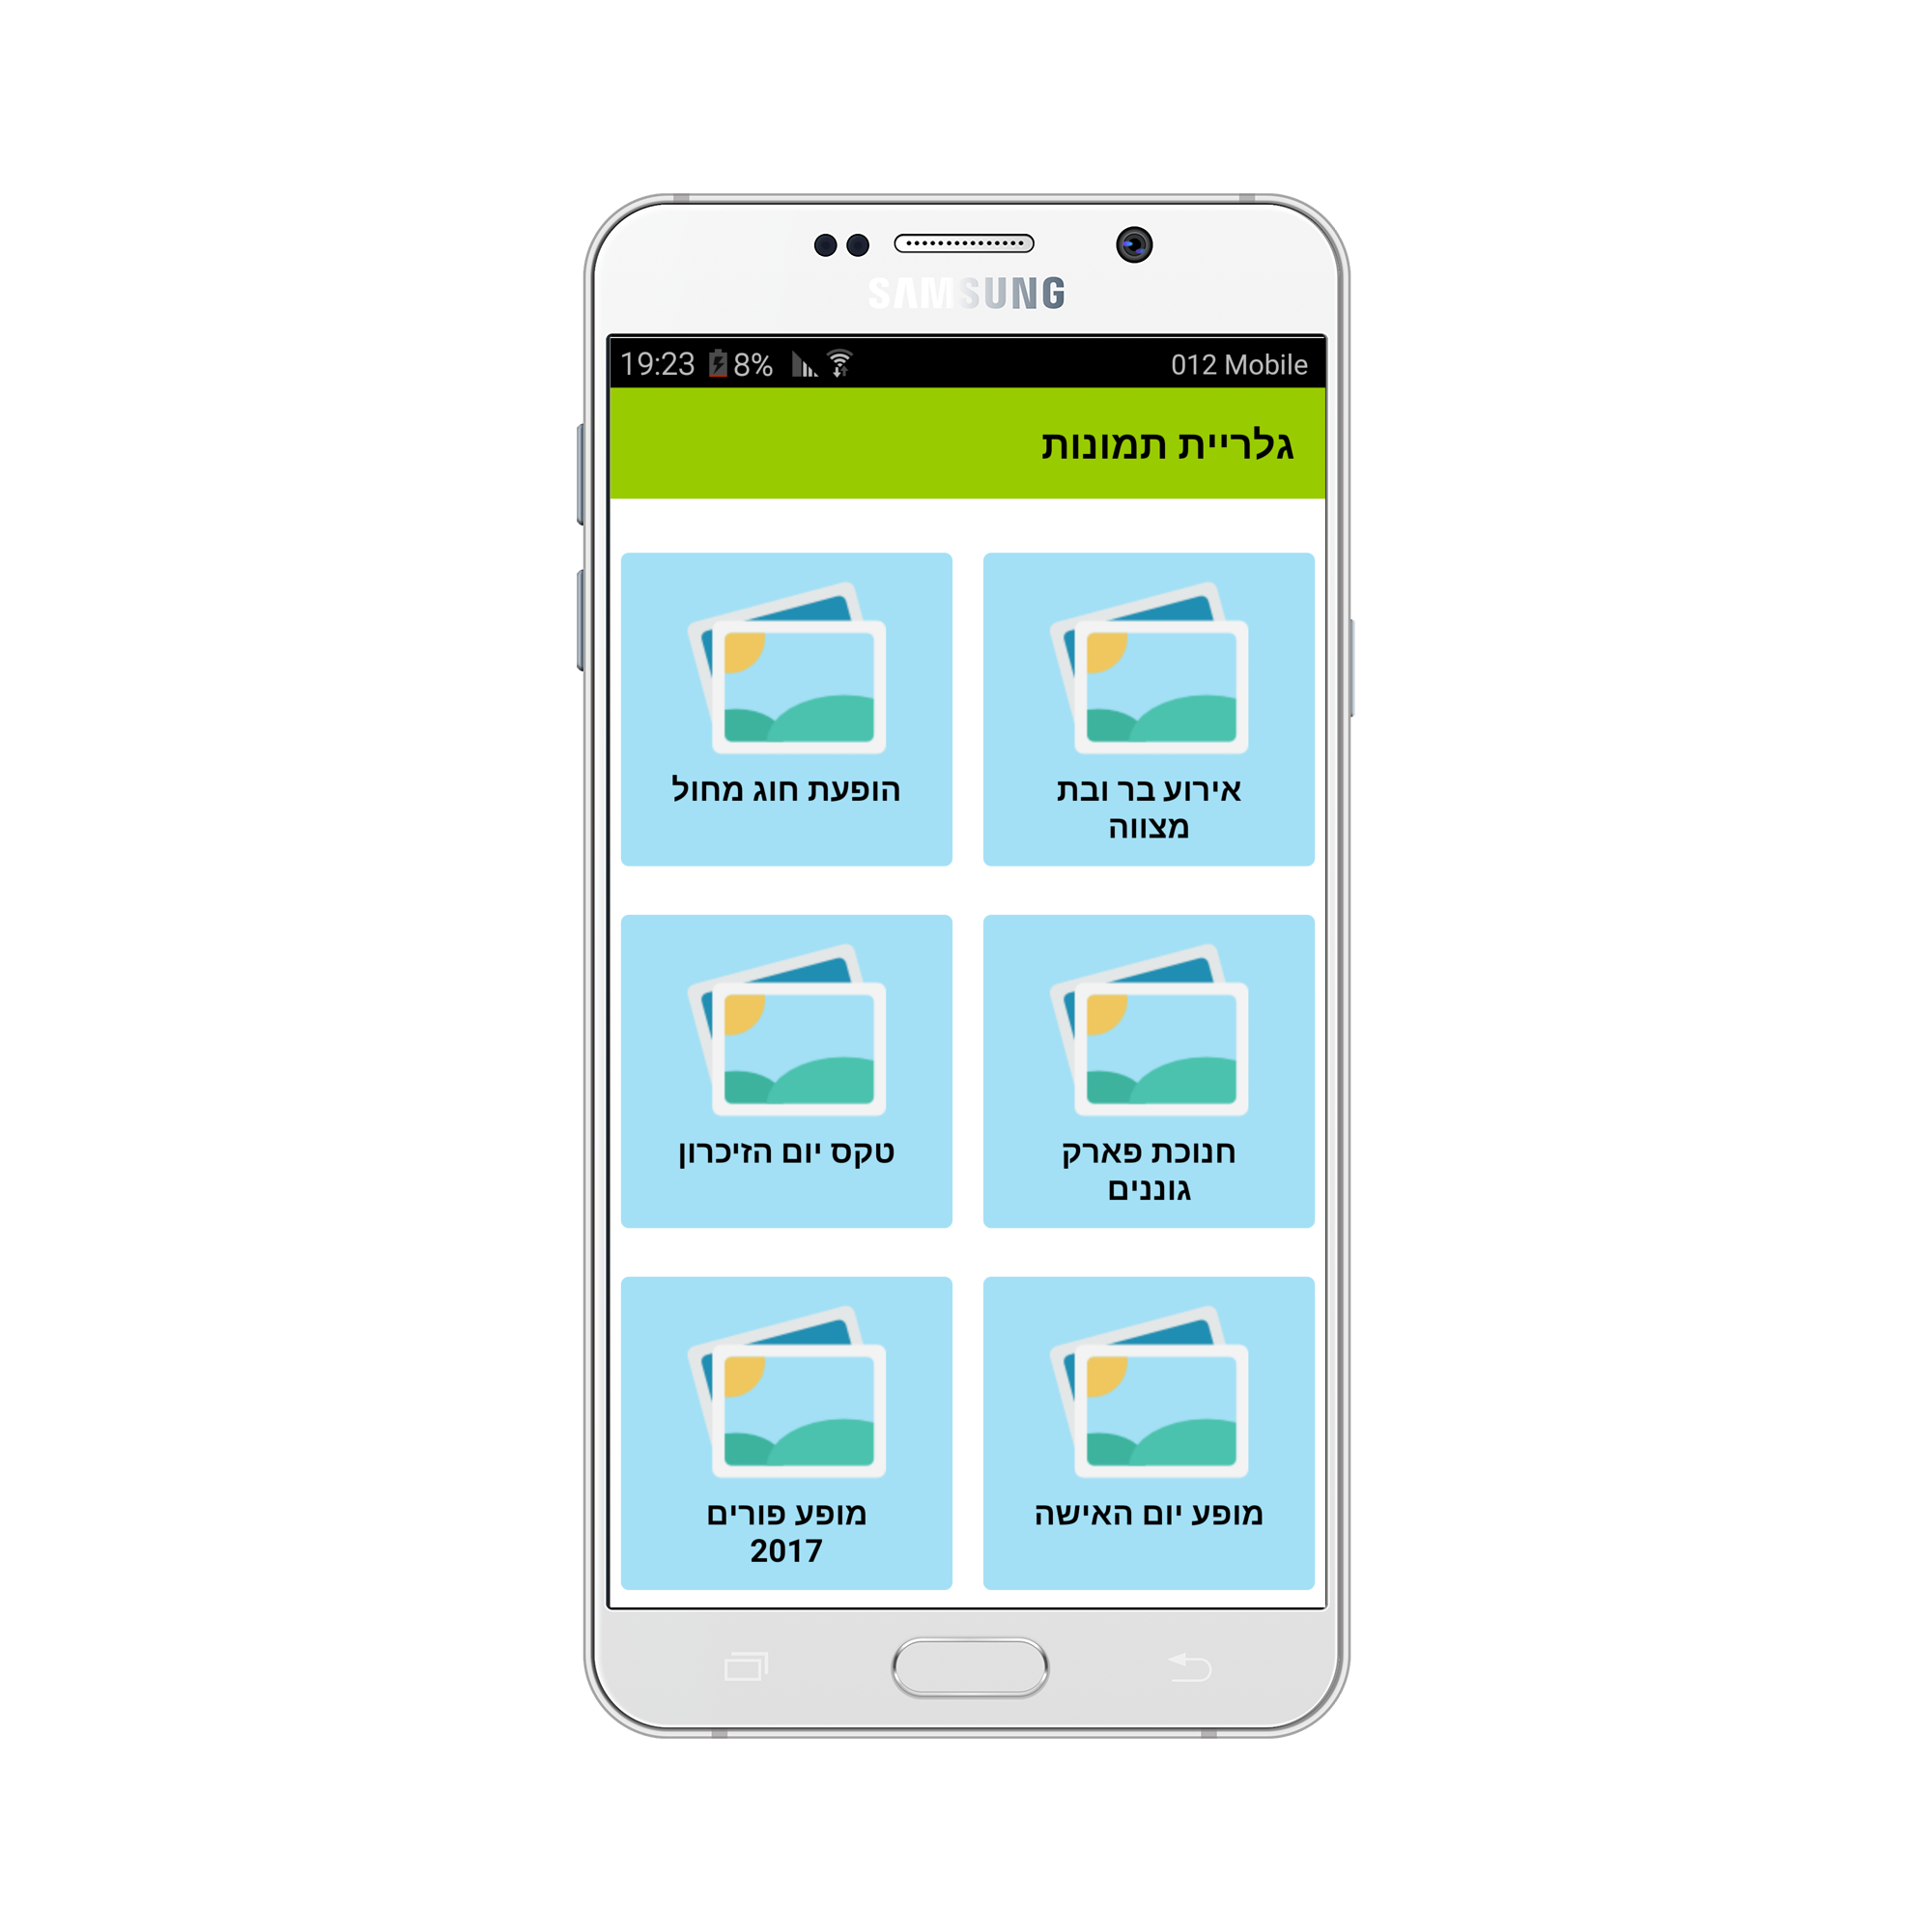 SAMSUNG
19:23 8% 012 Mobile
גלריית תמונות
אירוע בר ובת
מצווה
הופעת חוג מחול
חנוכת פארק
גוננים
טקס יום הזיכרון
מופע יום האישה
מופע פורים
2017